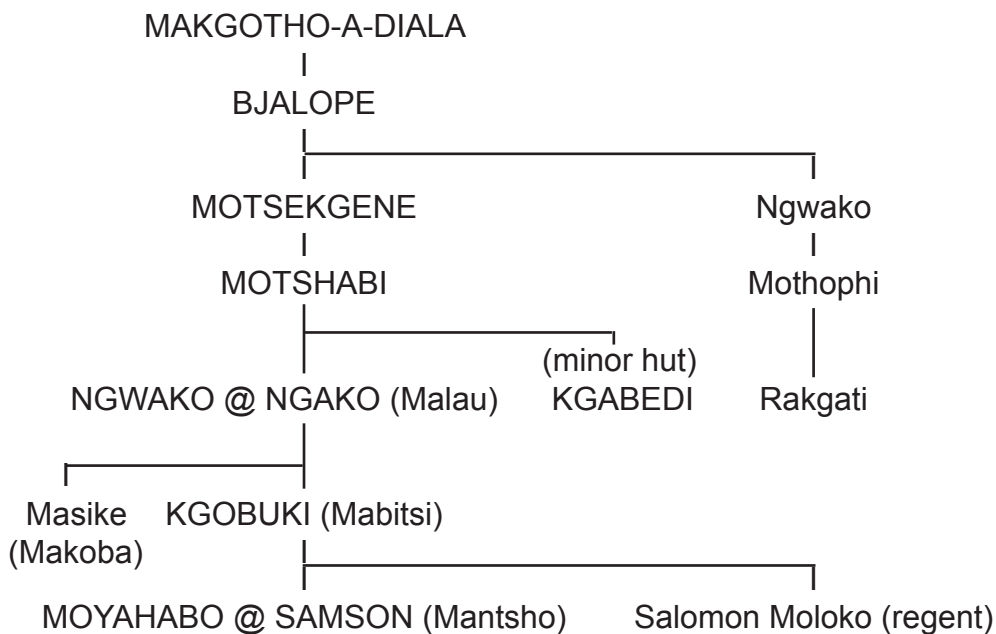 MAKGOTHO-A-DIALA
BJALOPE
MOTSEKGENE Ngwako
MOTSHABI Mothophi
(minor hut)
NGWAKO @ NGAKO (Malau) KGABEDI Rakgati
Masike KGOBUKI (Mabitsi)
(Makoba)
MOYAHABO @ SAMSON (Mantsho) Salomon Moloko (regent)